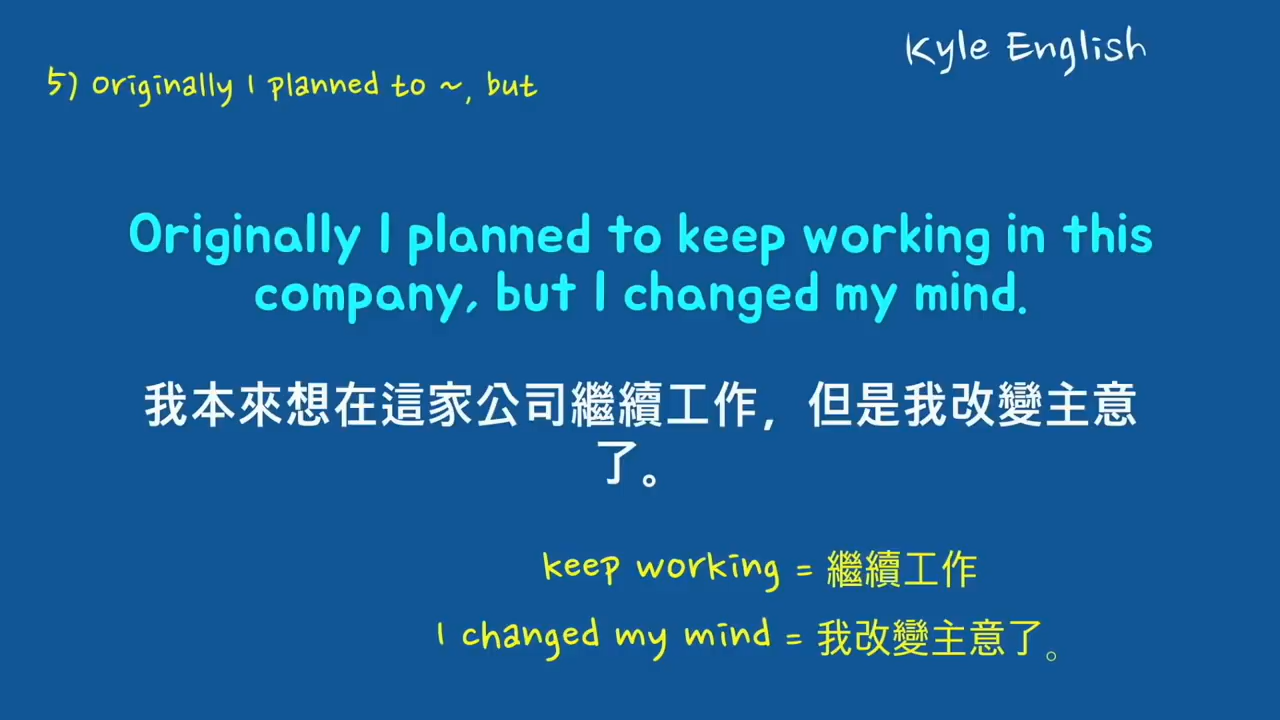 Kyle English
5) Originally I planned to ~, but
Originally I planned to keep working in this
company, but I changed my mind.
我本來想在這家公司繼續工作，但是我改變主意
了。
keep working = 繼續工作
I changed my mind = 我改變主意了。